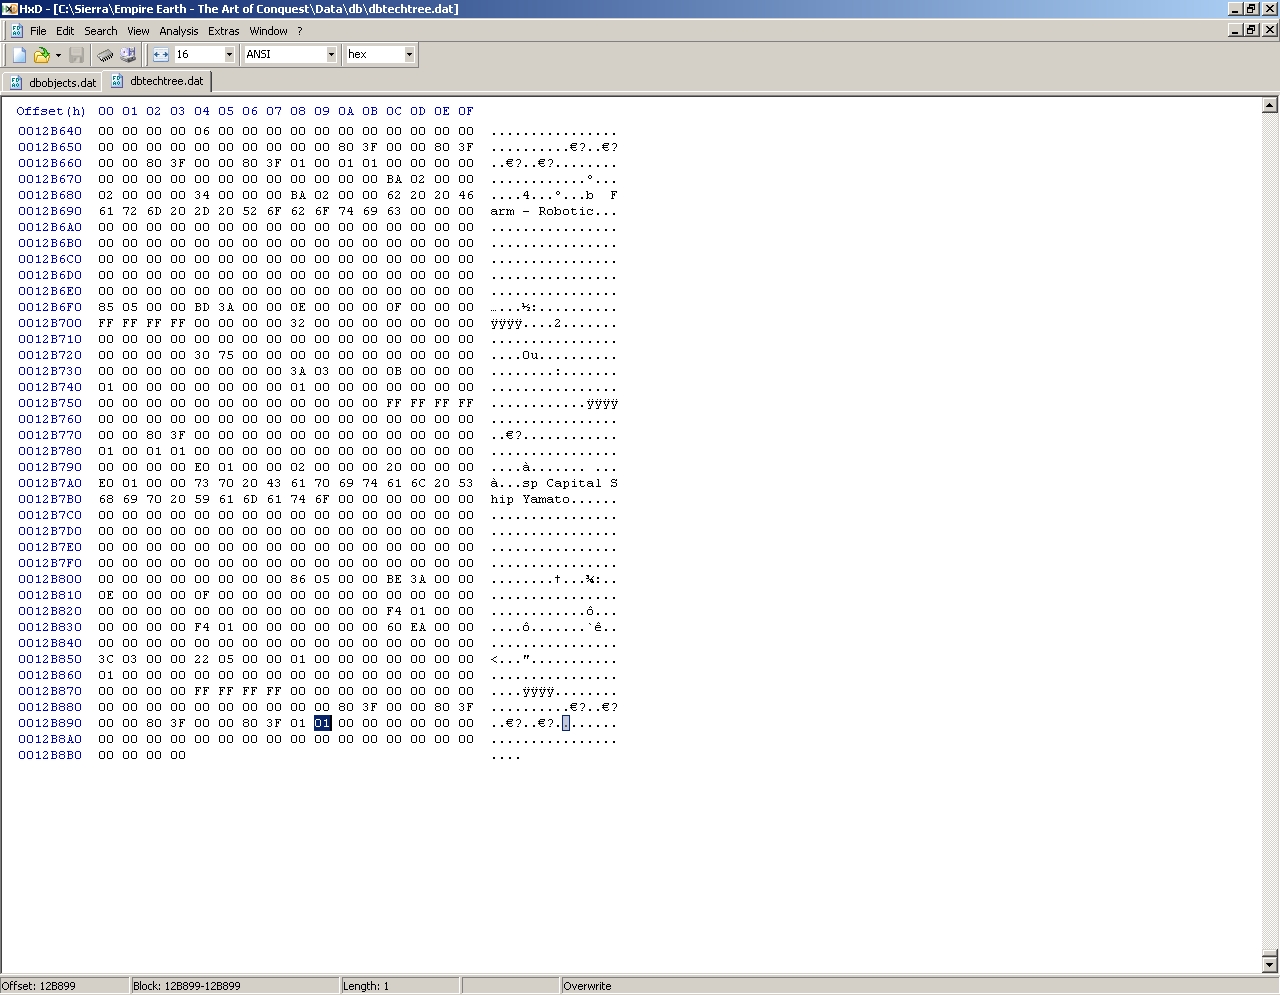 HxD - [C:\Sierra\Empire Earth - The Art of Conquest\Data\db\dbtechtree.dat]
File Edit Search View Analysis Extras Window ?
16 ANSI hex
dbobjects.dat dbtechtree.dat
Offset(h) 00 01 02 03 04 05 06 07 08 09 0A 0B 0C 0D 0E 0F
0012B640 00 00 00 00 06 00 00 00 00 00 00 00 00 00 00 00 ................
0012B650 00 00 00 00 00 00 00 00 00 00 80 3F 00 00 80 3F ..........€?..€?
0012B660 00 00 80 3F 00 00 80 3F 01 00 01 01 00 00 00 00 ..€?..€?........
0012B670 00 00 00 00 00 00 00 00 00 00 00 00 BA 02 00 00 ............º...
0012B680 02 00 00 00 34 00 00 00 BA 02 00 00 62 20 20 46 ....4...º...b  F
0012B690 61 72 6D 20 2D 20 52 6F 62 6F 74 69 63 00 00 00 arm - Robotic...
0012B6A0 00 00 00 00 00 00 00 00 00 00 00 00 00 00 00 00 ................
0012B6B0 00 00 00 00 00 00 00 00 00 00 00 00 00 00 00 00 ................
0012B6C0 00 00 00 00 00 00 00 00 00 00 00 00 00 00 00 00 ................
0012B6D0 00 00 00 00 00 00 00 00 00 00 00 00 00 00 00 00 ................
0012B6E0 00 00 00 00 00 00 00 00 00 00 00 00 00 00 00 00 ................
0012B6F0 85 05 00 00 BD 3A 00 00 0E 00 00 00 0F 00 00 00 …...½:..........
0012B700 FF FF FF FF 00 00 00 00 32 00 00 00 00 00 00 00 ÿÿÿÿ....2.......
0012B710 00 00 00 00 00 00 00 00 00 00 00 00 00 00 00 00 ................
0012B720 00 00 00 00 30 75 00 00 00 00 00 00 00 00 00 00 ....0u..........
0012B730 00 00 00 00 00 00 00 00 3A 03 00 00 0B 00 00 00 ........:.......
0012B740 01 00 00 00 00 00 00 00 01 00 00 00 00 00 00 00 ................
0012B750 00 00 00 00 00 00 00 00 00 00 00 00 FF FF FF FF ............ÿÿÿÿ
0012B760 00 00 00 00 00 00 00 00 00 00 00 00 00 00 00 00 ................
0012B770 00 00 80 3F 00 00 00 00 00 00 00 00 00 00 00 00 ..€?............
0012B780 01 00 01 01 00 00 00 00 00 00 00 00 00 00 00 00 ................
0012B790 00 00 00 00 E0 01 00 00 02 00 00 00 20 00 00 00 ....à....... ...
0012B7A0 E0 01 00 00 73 70 20 43 61 70 69 74 61 6C 20 53 à...sp Capital S
0012B7B0 68 69 70 20 59 61 6D 61 74 6F 00 00 00 00 00 00 hip Yamato......
0012B7C0 00 00 00 00 00 00 00 00 00 00 00 00 00 00 00 00 ................
0012B7D0 00 00 00 00 00 00 00 00 00 00 00 00 00 00 00 00 ................
0012B7E0 00 00 00 00 00 00 00 00 00 00 00 00 00 00 00 00 ................
0012B7F0 00 00 00 00 00 00 00 00 00 00 00 00 00 00 00 00 ................
0012B800 00 00 00 00 00 00 00 00 86 05 00 00 BE 3A 00 00 ........†...¾:..
0012B810 0E 00 00 00 0F 00 00 00 00 00 00 00 00 00 00 00 ................
0012B820 00 00 00 00 00 00 00 00 00 00 00 00 F4 01 00 00 ............ô...
0012B830 00 00 00 00 F4 01 00 00 00 00 00 00 60 EA 00 00 ....ô.......`ê..
0012B840 00 00 00 00 00 00 00 00 00 00 00 00 00 00 00 00 ................
0012B850 3C 03 00 00 22 05 00 00 01 00 00 00 00 00 00 00 <..."...........
0012B860 01 00 00 00 00 00 00 00 00 00 00 00 00 00 00 00 ................
0012B870 00 00 00 00 FF FF FF FF 00 00 00 00 00 00 00 00 ....ÿÿÿÿ........
0012B880 00 00 00 00 00 00 00 00 00 00 80 3F 00 00 80 3F ..........€?..€?
0012B890 00 00 80 3F 00 00 80 3F 01 01 00 00 00 00 00 00 ..€?..€?........
0012B8A0 00 00 00 00 00 00 00 00 00 00 00 00 00 00 00 00 ................
0012B8B0 00 00 00 00 ....
Offset: 12B899 Block: 12B899-12B899 Length: 1 Overwrite